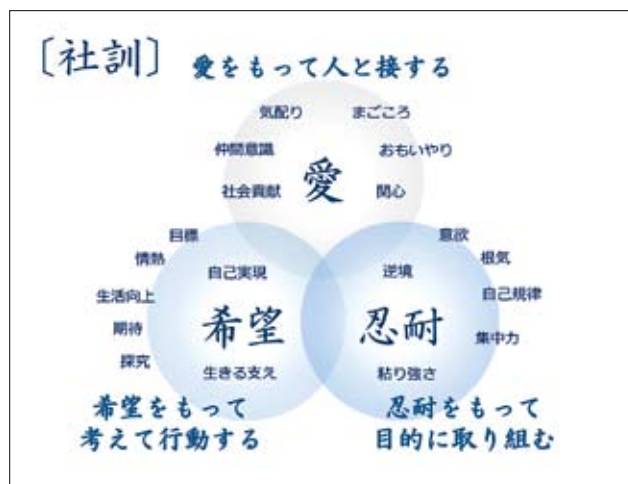 〔社訓〕
愛をもって人と接する
気配り
まごころ
仲間意識
おもいやり
社会貢献
愛
関心
目標
情熱
自己実現
生活向上
希望
期待
探究
生きる支え
希望をもって
考えて行動する
意欲
根気
逆境
自己規律
忍耐
集中力
粘り強さ
忍耐をもって
目的に取り組む